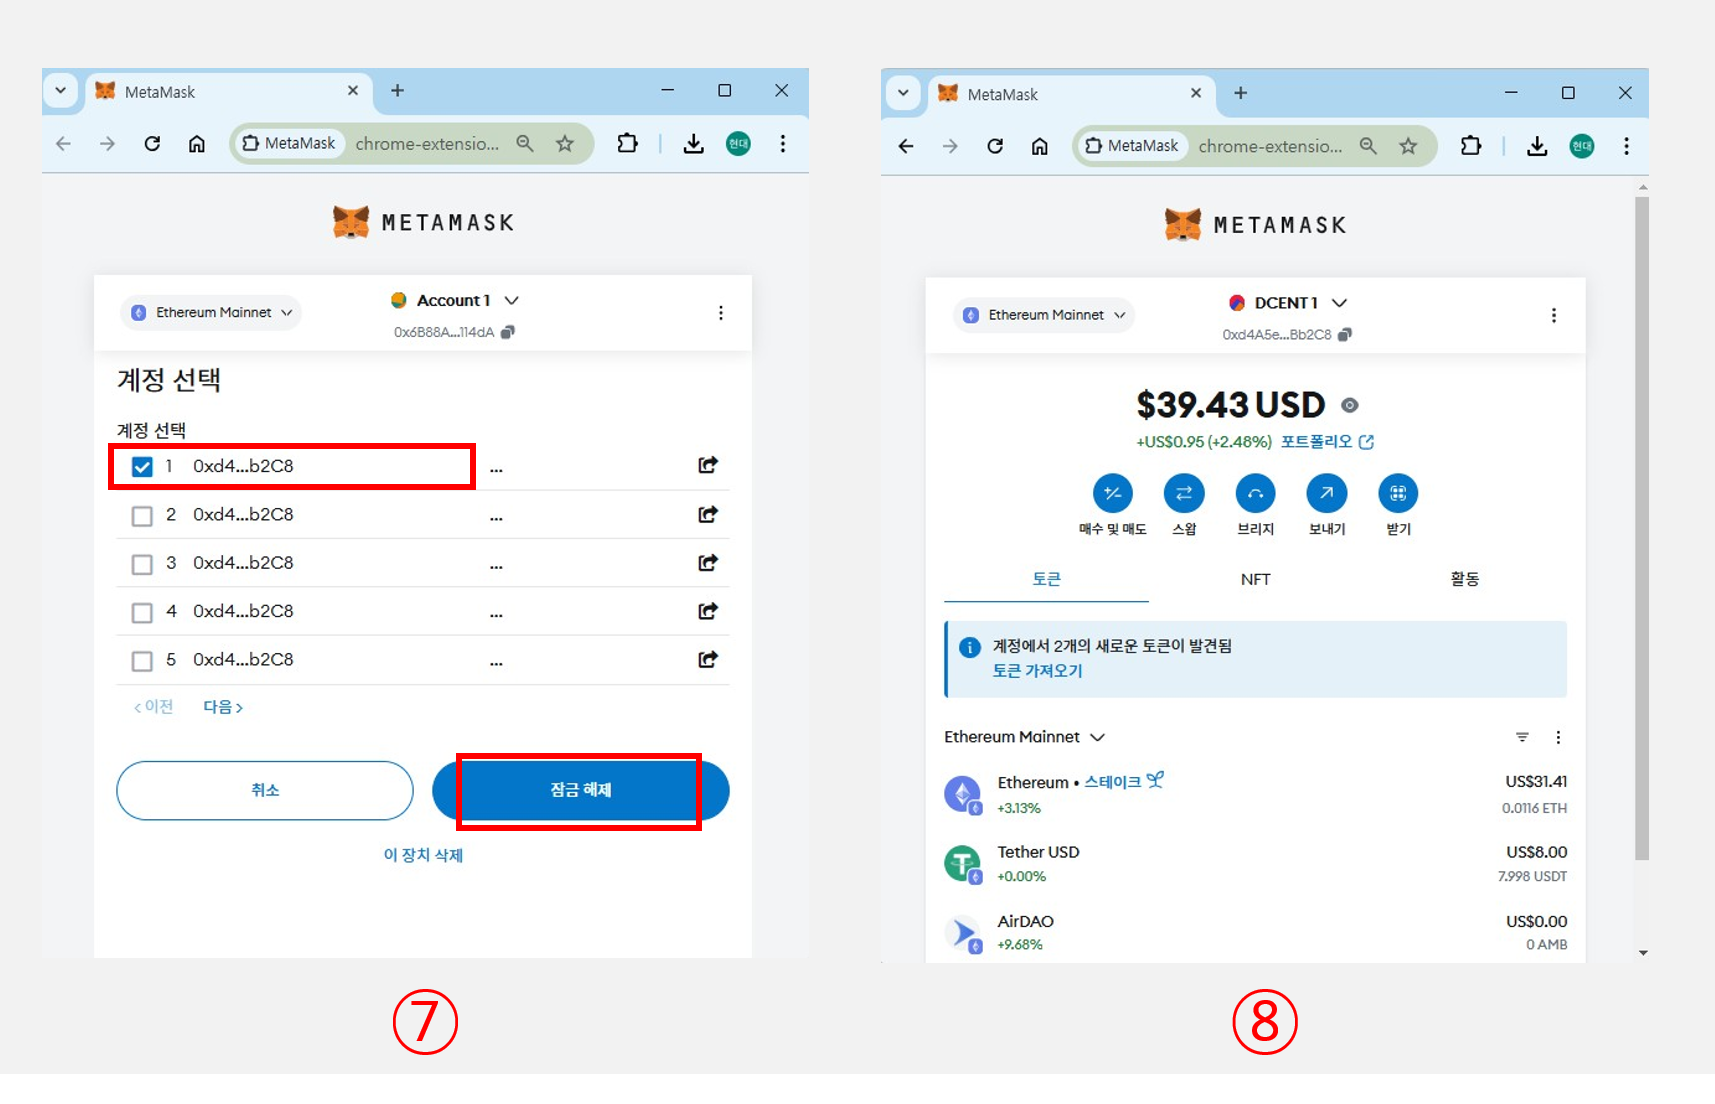 MetaMask
MetaMask chrome-extensio... 현대
METAMASK
Ethereum Mainnet
Account 1
0x6B88A...114dA
계정 선택
계정 선택
1 0xd4...b2C8 ...
2 0xd4...b2C8 ...
3 0xd4...b2C8 ...
4 0xd4...b2C8 ...
5 0xd4...b2C8 ...
< 이전 다음 >
취소 잠금 해제
이 장치 삭제
⑦
MetaMask
MetaMask chrome-extensio... 현대
METAMASK
Ethereum Mainnet
DCENT 1
0xd4A5e...Bb2C8
$39.43 USD
+US$0.95 (+2.48%) 포트폴리오
매수 및 매도 스왑 브리지 보내기 받기
토큰 NFT 활동
계정에서 2개의 새로운 토큰이 발견됨
토큰 가져오기
Ethereum Mainnet
Ethereum • 스테이크 US$31.41
+3.13% 0.0116 ETH
Tether USD US$8.00
+0.00% 7.998 USDT
AirDAO US$0.00
+9.68% 0 AMB
⑧